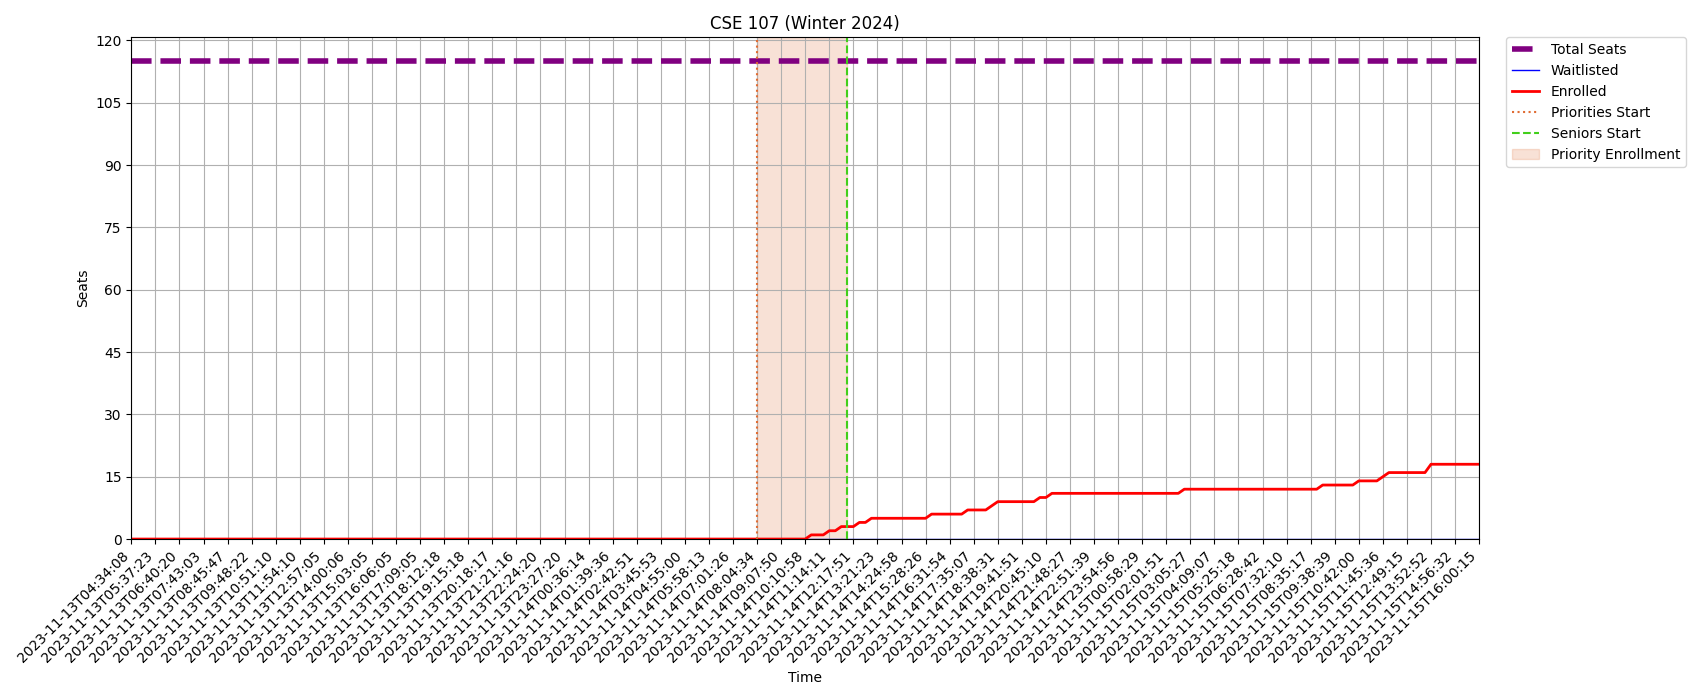 CSE 107 (Winter 2024)
120
105
90
75
60
45
30
15
0
Seats
Total Seats
Waitlisted
Enrolled
Priorities Start
Seniors Start
Priority Enrollment
2023-11-13T04:34:08
2023-11-13T05:37:23
2023-11-13T06:40:20
2023-11-13T07:43:03
2023-11-13T08:45:47
2023-11-13T09:48:22
2023-11-13T10:51:10
2023-11-13T11:54:10
2023-11-13T12:57:05
2023-11-13T14:00:06
2023-11-13T15:03:05
2023-11-13T16:06:05
2023-11-13T17:09:05
2023-11-13T18:12:18
2023-11-13T19:15:18
2023-11-13T20:18:17
2023-11-13T21:21:16
2023-11-13T22:24:20
2023-11-13T23:27:20
2023-11-14T00:36:14
2023-11-14T01:39:36
2023-11-14T02:42:51
2023-11-14T03:45:53
2023-11-14T04:55:00
2023-11-14T05:58:13
2023-11-14T07:01:26
2023-11-14T08:04:34
2023-11-14T09:07:50
2023-11-14T10:10:58
2023-11-14T11:14:11
2023-11-14T12:17:51
2023-11-14T13:21:23
2023-11-14T14:24:58
2023-11-14T15:28:26
2023-11-14T16:31:54
2023-11-14T17:35:07
2023-11-14T18:38:31
2023-11-14T19:41:51
2023-11-14T20:45:10
2023-11-14T21:48:27
2023-11-14T22:51:39
2023-11-14T23:54:56
2023-11-15T00:58:29
2023-11-15T02:01:51
2023-11-15T03:05:27
2023-11-15T04:09:07
2023-11-15T05:25:18
2023-11-15T06:28:42
2023-11-15T07:32:10
2023-11-15T08:35:17
2023-11-15T09:38:39
2023-11-15T10:42:00
2023-11-15T11:45:36
2023-11-15T12:49:15
2023-11-15T13:52:52
2023-11-15T14:56:32
2023-11-15T16:00:15
Time